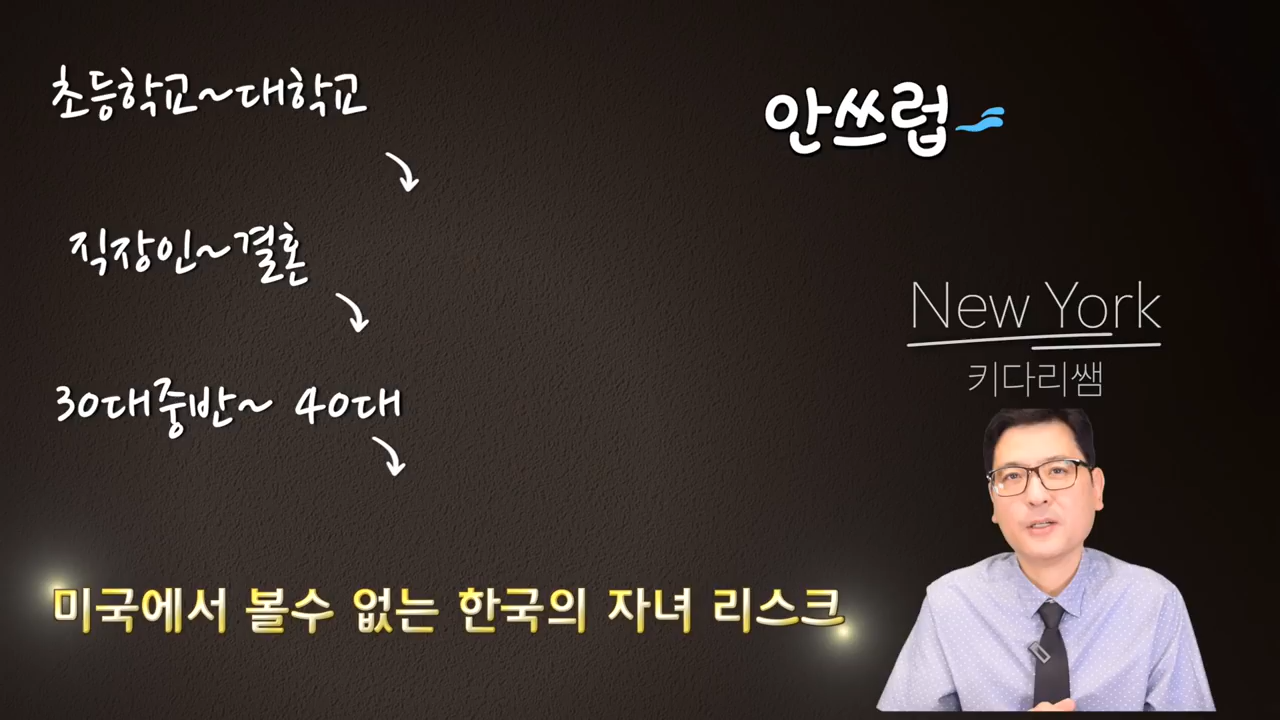 초등학교~대학교
안쓰럽
직장인~결혼
New York
키다리쌤
30대중반~ 40대
미국에서 볼수 없는 한국의 자녀 리스크